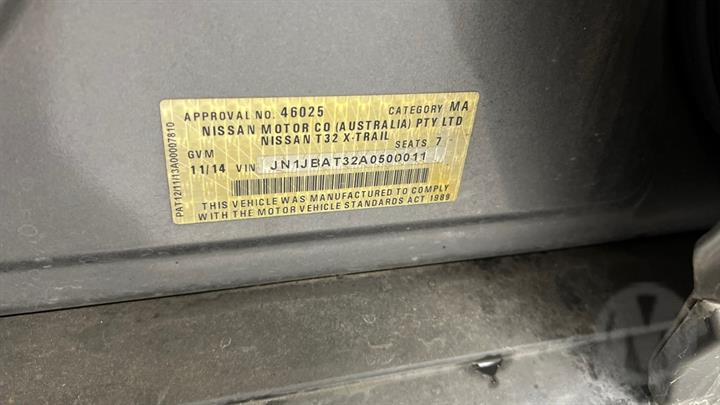 APPROVAL NO. 46025 CATEGORY MA
NISSAN MOTOR CO (AUSTRALIA) PTY LTD
NISSAN T32 X-TRAIL
GVM SEATS 7
11/14 VIN JN1JBAT32A0500011
THIS VEHICLE WAS MANUFACTURED TO COMPLY
WITH THE MOTOR VEHICLE STANDARDS ACT 1989
PAT12/11/13A00007810